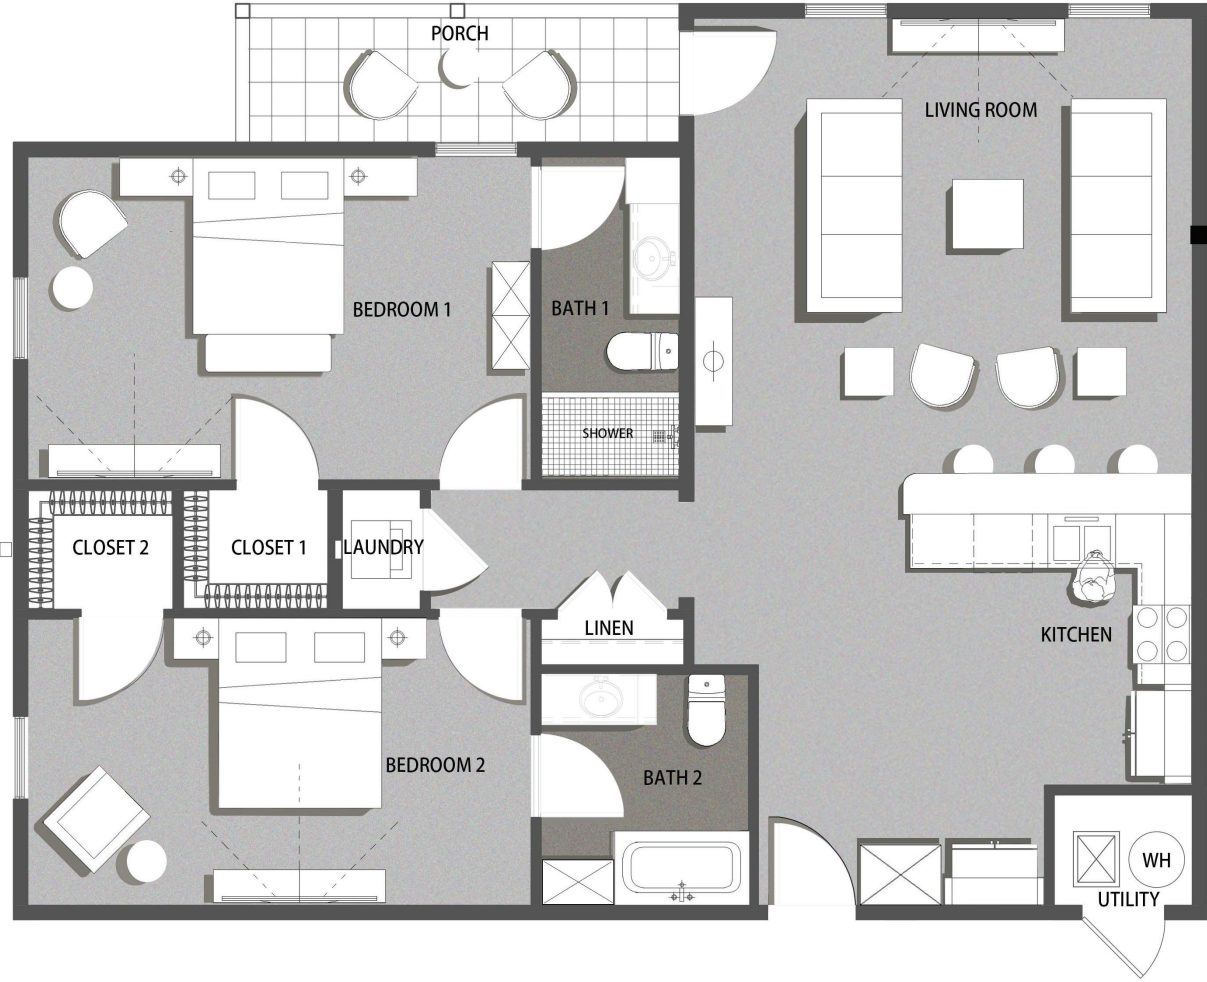 PORCH
LIVING ROOM
BEDROOM 1
BATH 1
SHOWER
CLOSET 2
CLOSET 1
LAUNDRY
LINEN
KITCHEN
BEDROOM 2
BATH 2
WH
UTILITY